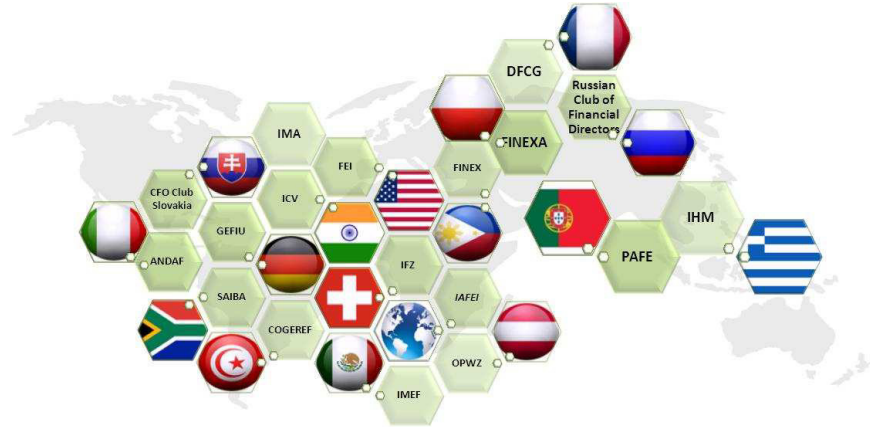 DFCG
Russian
Club of
Financial
Directors
IMA
FINEXA
FEI
FINEX
CFO Club
Slovakia
ICV
IHM
GEFIU
PAFE
ANDAF
IFZ
SAIBA
IAFEI
COGEREF
OPWZ
IMEF